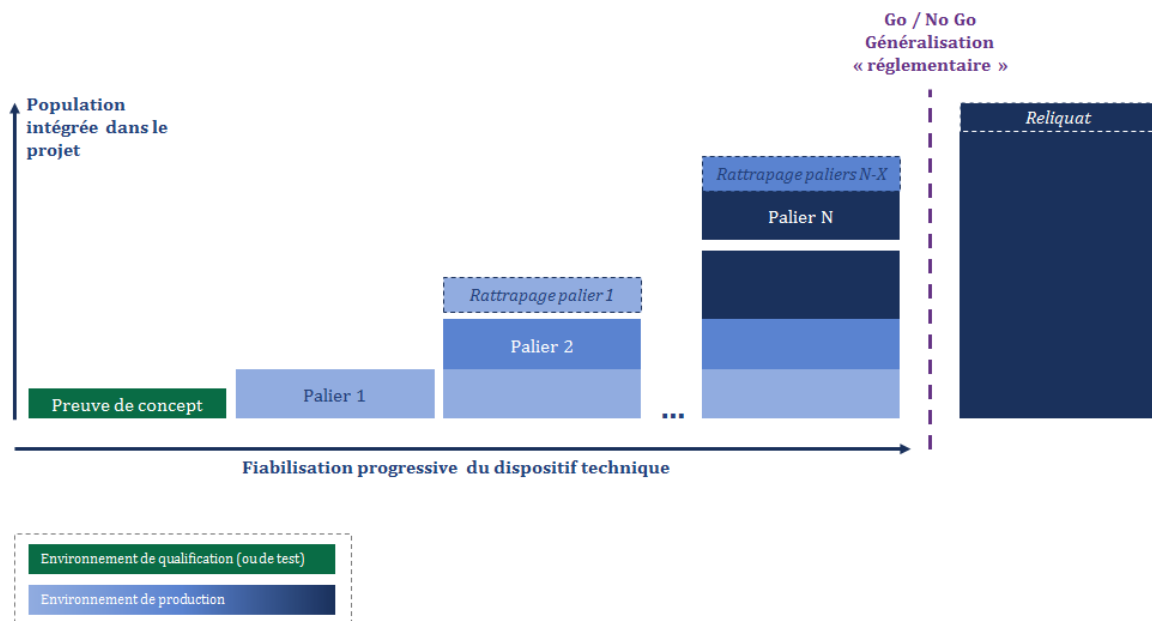 Go / No Go
Généralisation
« réglementaire »
Population
intégrée dans le
projet
Reliquat
Rattrapage paliers N-X
Palier N
Rattrapage palier 1
Palier 2
Preuve de concept
Palier 1
...
Fiabilisation progressive du dispositif technique
Environnement de qualification (ou de test)
Environnement de production